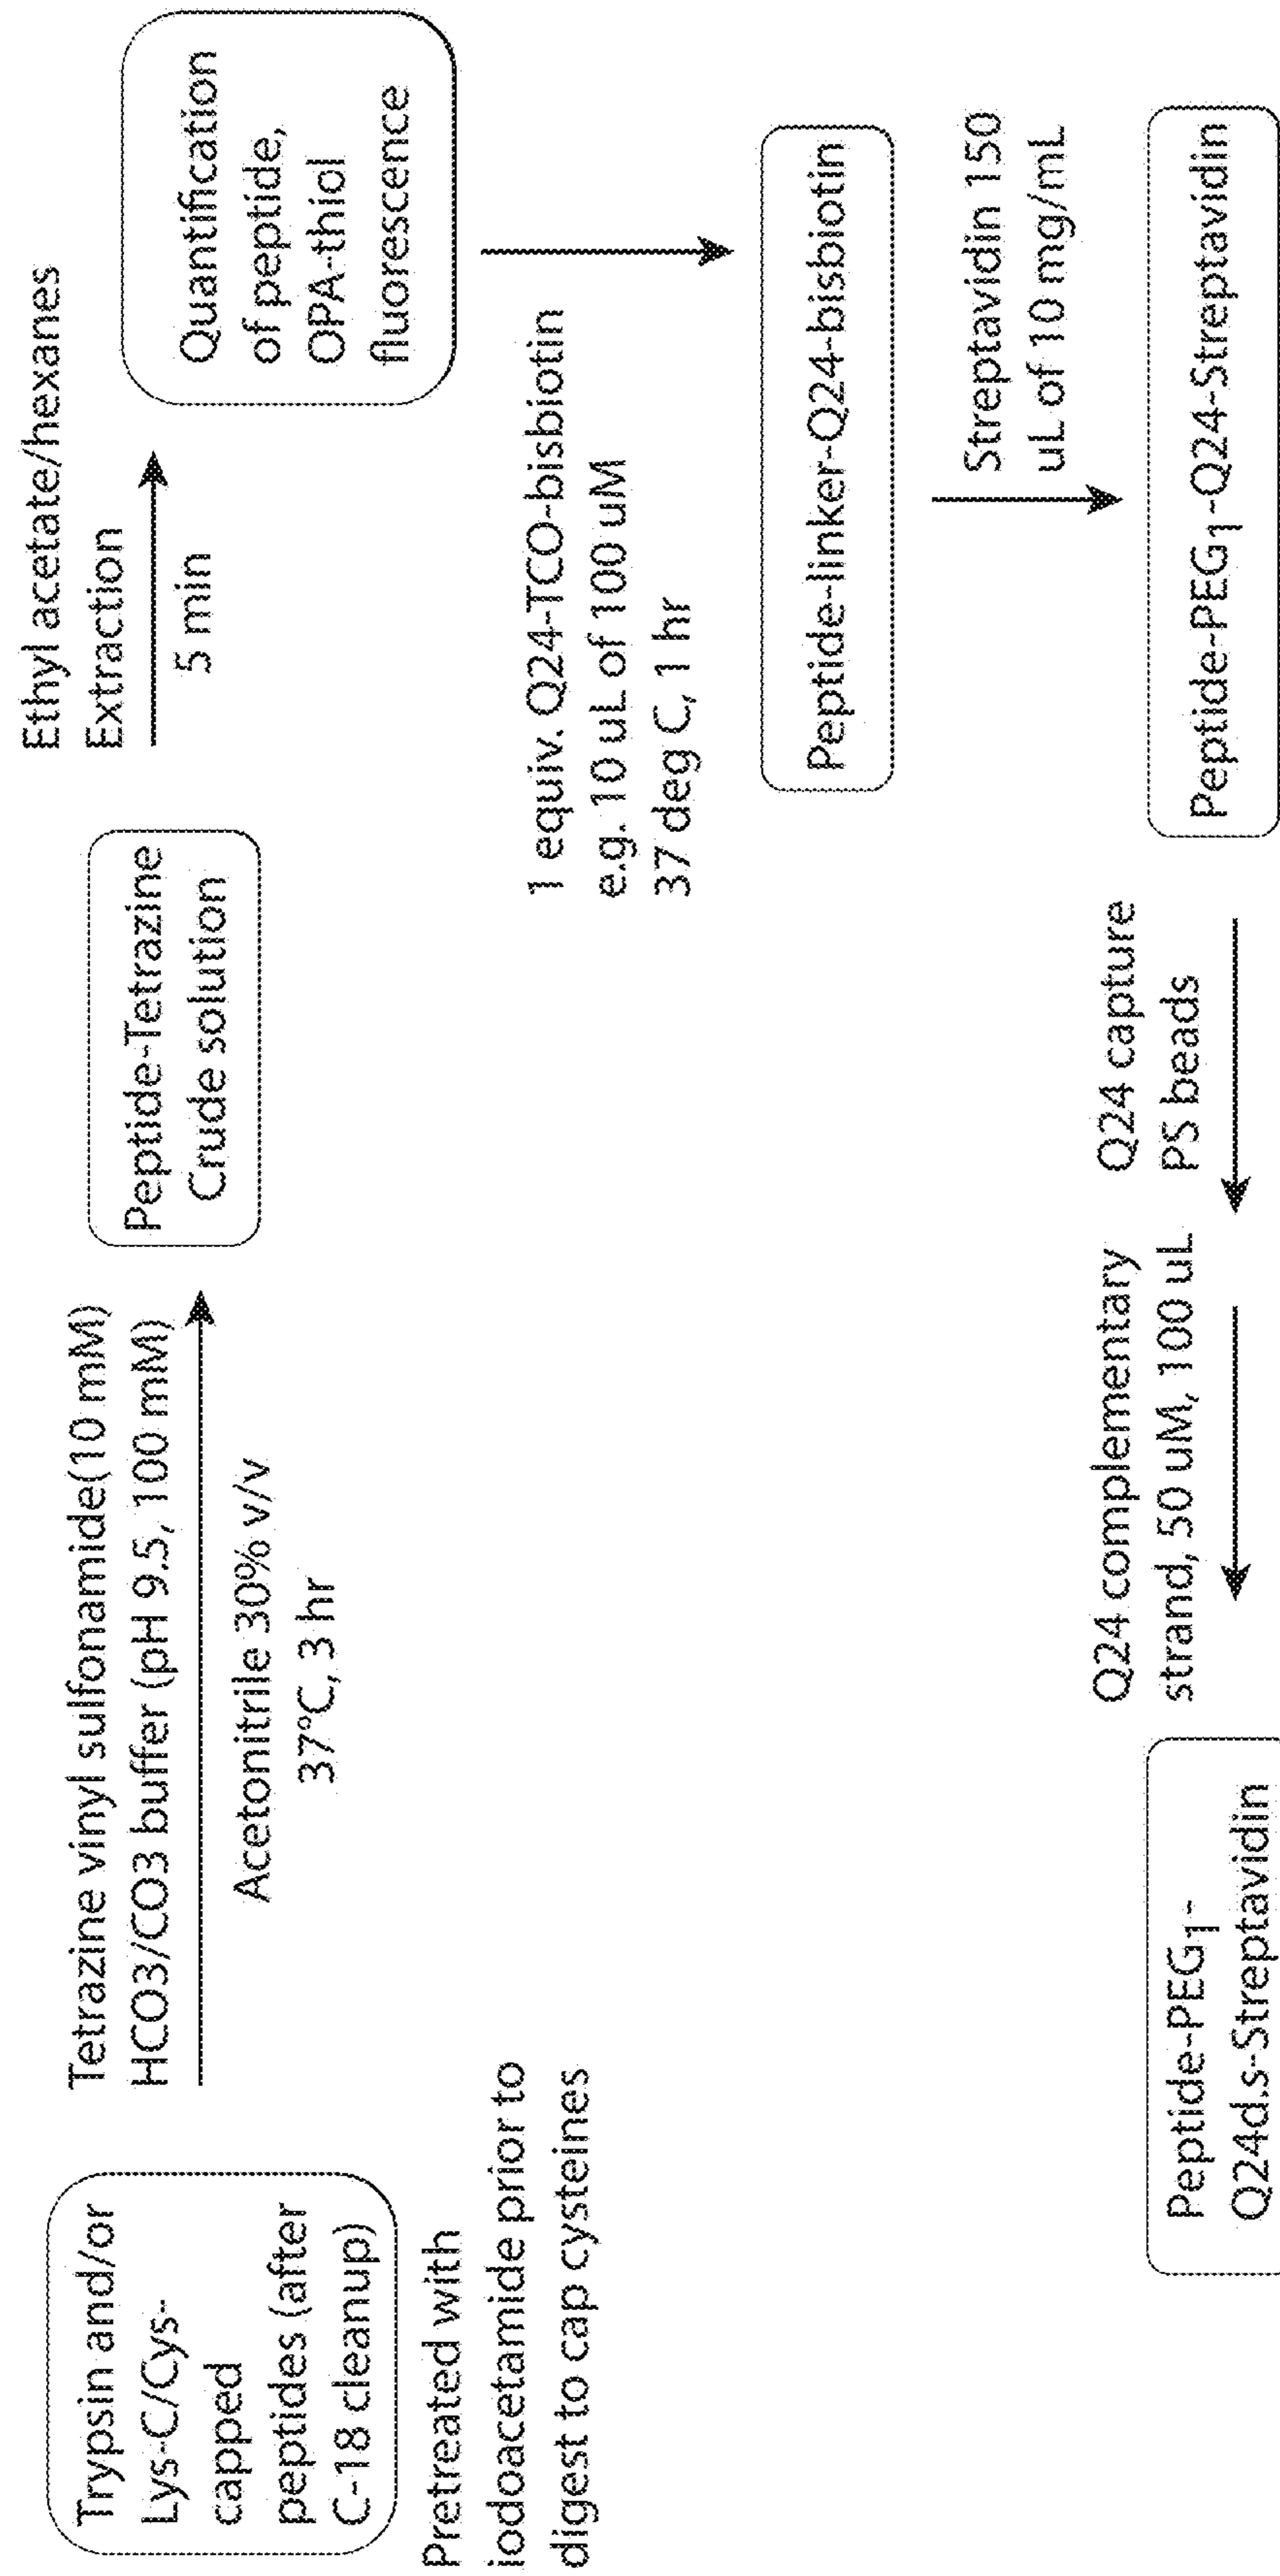 Trypsin and/or
Lys-C/Cys-
capped
peptides (after
C-18 cleanup)
Pretreated with
iodoacetamide prior to
digest to cap cysteines
Tetrazine vinyl sulfonamide(10 mM)
HCO3/CO3 buffer (pH 9.5, 100 mM)
Acetonitrile 30% v/v
37°C, 3 hr
Peptide-Tetrazine
Crude solution
Ethyl acetate/hexanes
Extraction
5 min
Quantification
of peptide,
OPA-thiol
fluorescence
1 equiv. Q24-TCO-bisbiotin
e.g. 10 uL of 100 uM
37 deg C, 1 hr
Peptide-linker-Q24-bisbiotin
Streptavidin 150
uL of 10 mg/mL
Peptide-PEG1-Q24-Streptavidin
Q24 capture
PS beads
Q24 complementary
strand, 50 uM, 100 uL
Peptide-PEG1-
Q24d.s-Streptavidin